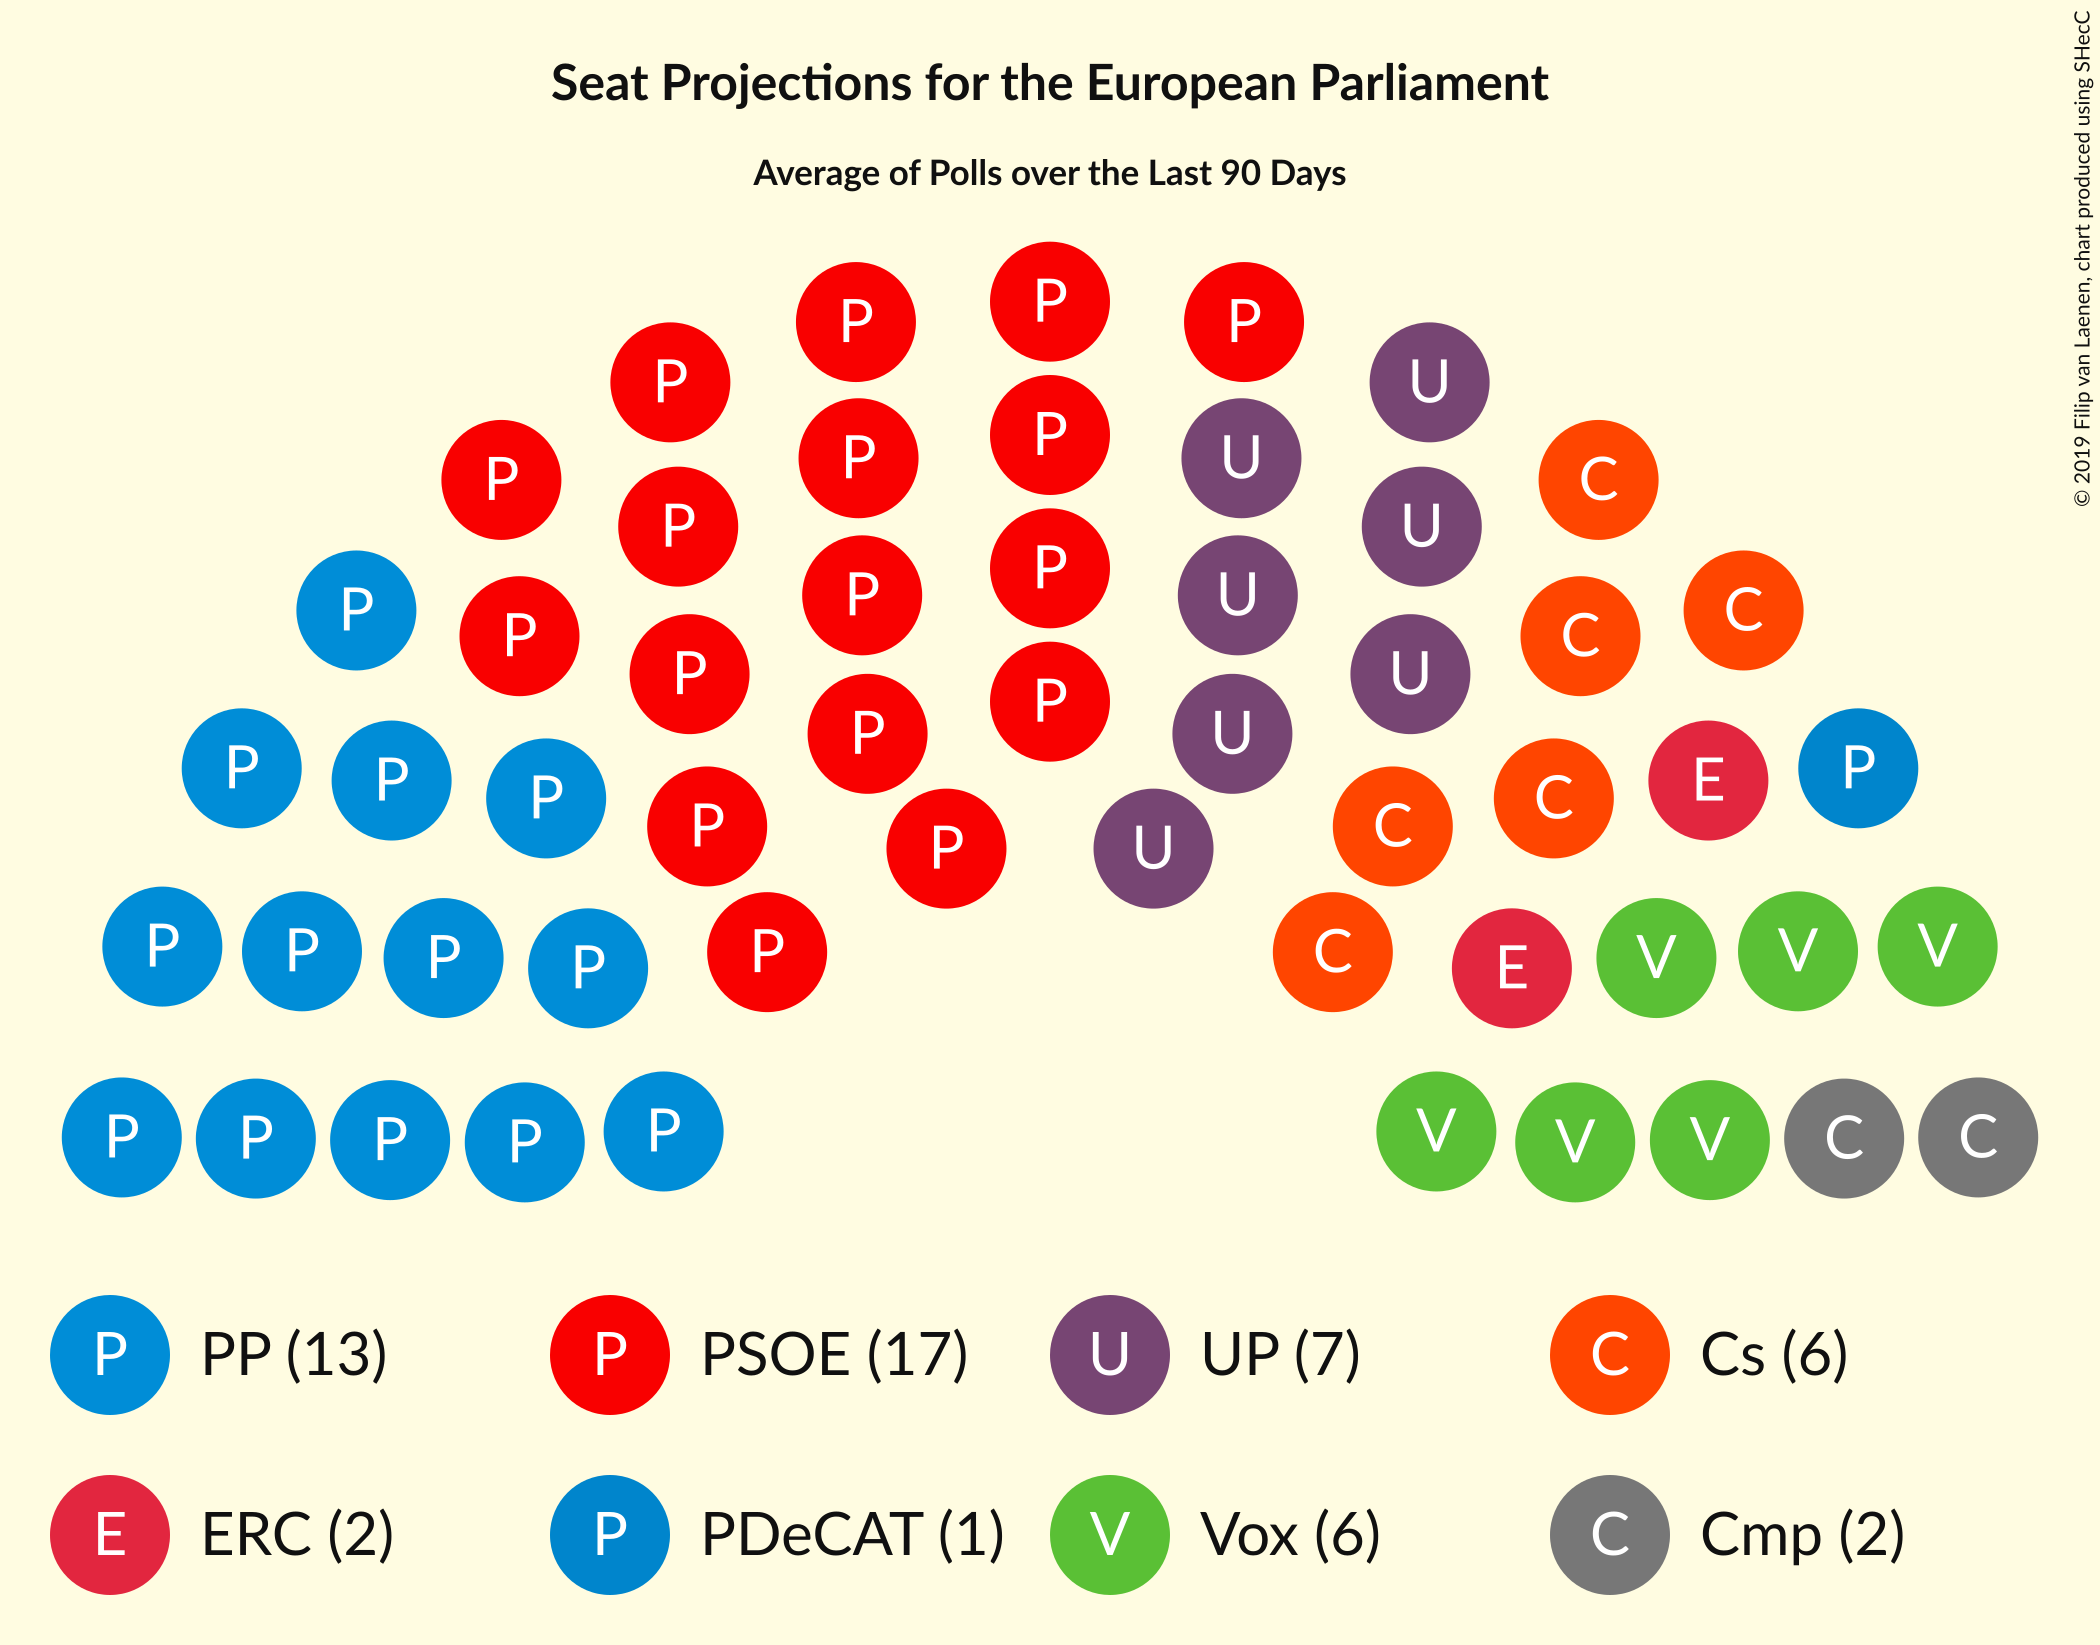 Seat Projections for the European Parliament
Average of Polls over the Last 90 Days
© 2019 Filip van Laenen, chart produced using SHecC
P
P P
P U
P C
P P
P U
P P
P U
P C
P U
P C
P P
P U
P P
P U
P E
P C
P C
P U
P C
P E
P V
P V
P V
P C
P V
P V
P V
P C
P C
P PP (13)
P PSOE (17)
U UP (7)
C Cs (6)
E ERC (2)
P PDeCAT (1)
V Vox (6)
C Cmp (2)